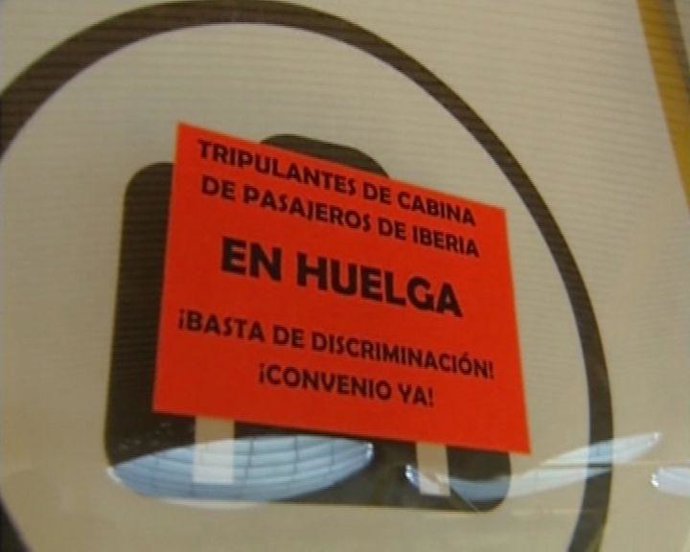 TRIPULANTES DE CABINA
DE PASAJEROS DE IBERIA
EN HUELGA
¡BASTA DE DISCRIMINACIÓN!
¡CONVENIO YA!